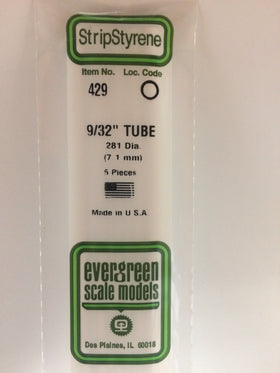 StripStyrene
Item No. Loc. Code
429
9/32" TUBE
281 Dia.
(7.1 mm)
5 Pieces
Made in U.S.A
evergreen
scale models
Des Plaines, IL 60018